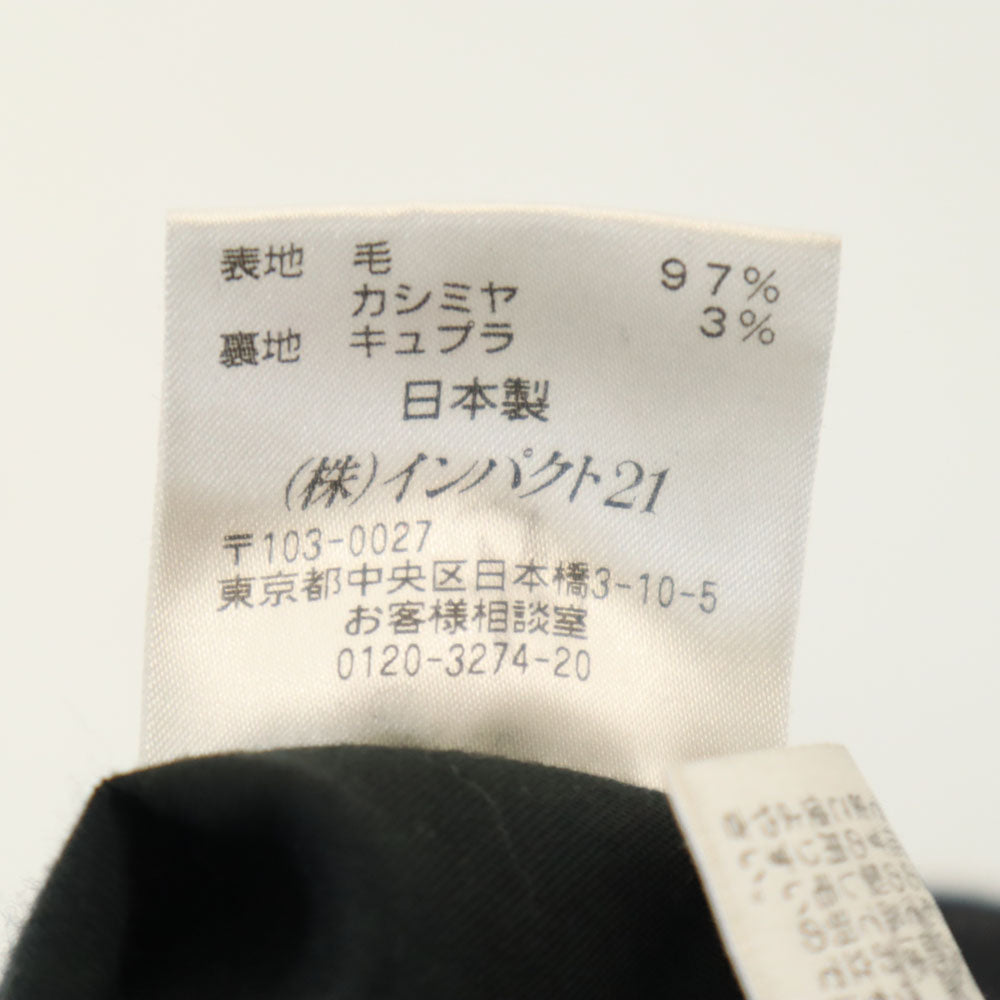 表地 毛 97%
カシミヤ 3%
裏地 キュプラ
日本製
(株)インパクト21
〒103-0027
東京都中央区日本橋3-10-5
お客様相談室
0120-3274-20